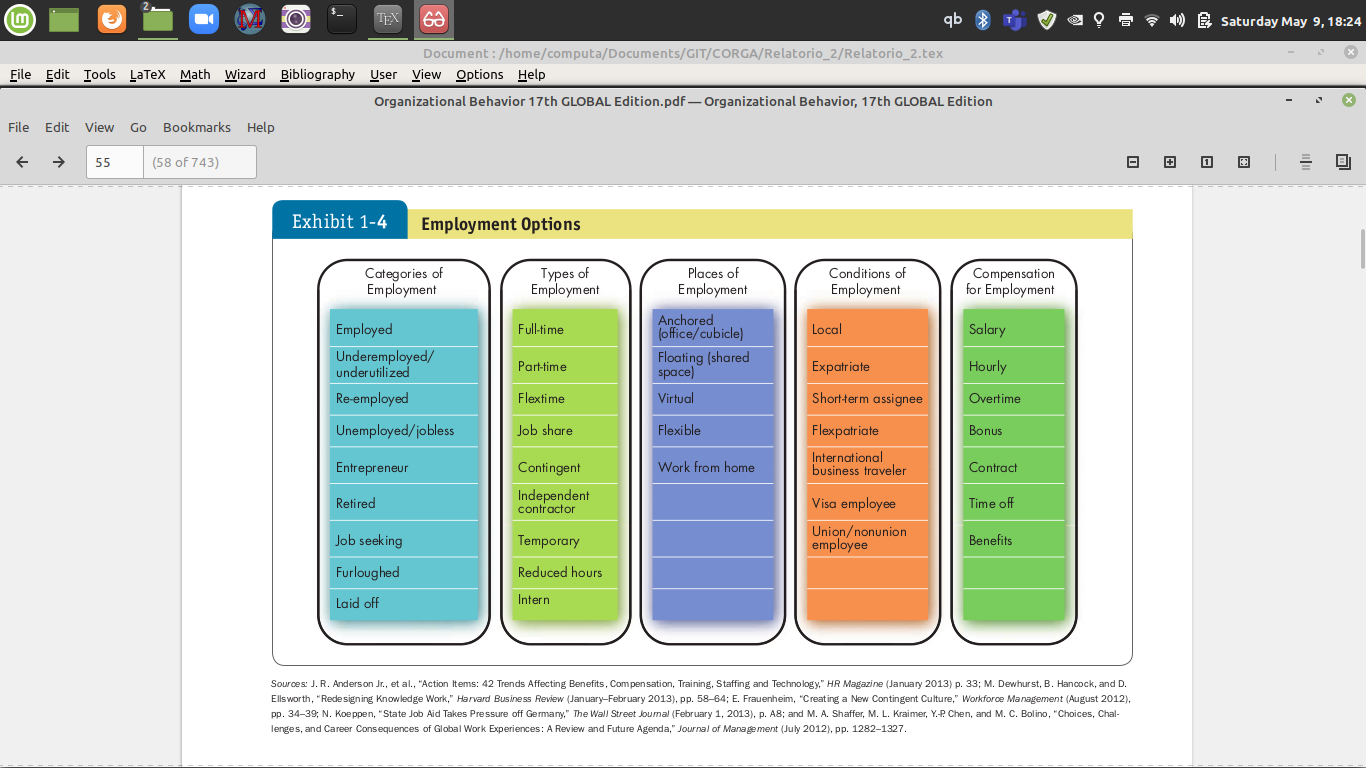 2
>_
TEX
qb
Saturday May 9, 18:24
Document : /home/computa/Documents/GIT/CORGA/Relatorio_2/Relatorio_2.tex
File Edit Tools LaTeX Math Wizard Bibliography User View Options Help
Organizational Behavior 17th GLOBAL Edition.pdf — Organizational Behavior, 17th GLOBAL Edition
File Edit View Go Bookmarks Help
55 (58 of 743)
Exhibit 1-4 Employment Options
Categories of
Employment
Employed
Underemployed/
underutilized
Re-employed
Unemployed/jobless
Entrepreneur
Retired
Job seeking
Furloughed
Laid off
Types of
Employment
Full-time
Part-time
Flextime
Job share
Contingent
Independent
contractor
Temporary
Reduced hours
Intern
Places of
Employment
Anchored
(office/cubicle)
Floating (shared
space)
Virtual
Flexible
Work from home
Conditions of
Employment
Local
Expatriate
Short-term assignee
Flexpatriate
International
business traveler
Visa employee
Union/nonunion
employee
Compensation
for Employment
Salary
Hourly
Overtime
Bonus
Contract
Time off
Benefits
Sources: J. R. Anderson Jr., et al., “Action Items: 42 Trends Affecting Benefits, Compensation, Training, Staffing and Technology,” HR Magazine (January 2013) p. 33; M. Dewhurst, B. Hancock, and D.
Ellsworth, “Redesigning Knowledge Work,” Harvard Business Review (January–February 2013), pp. 58–64; E. Frauenheim, “Creating a New Contingent Culture,” Workforce Management (August 2012),
pp. 34–39; N. Koeppen, “State Job Aid Takes Pressure off Germany,” The Wall Street Journal (February 1, 2013), p. A8; and M. A. Shaffer, M. L. Kraimer, Y.-P. Chen, and M. C. Bolino, “Choices, Chal-
lenges, and Career Consequences of Global Work Experiences: A Review and Future Agenda,” Journal of Management (July 2012), pp. 1282–1327.